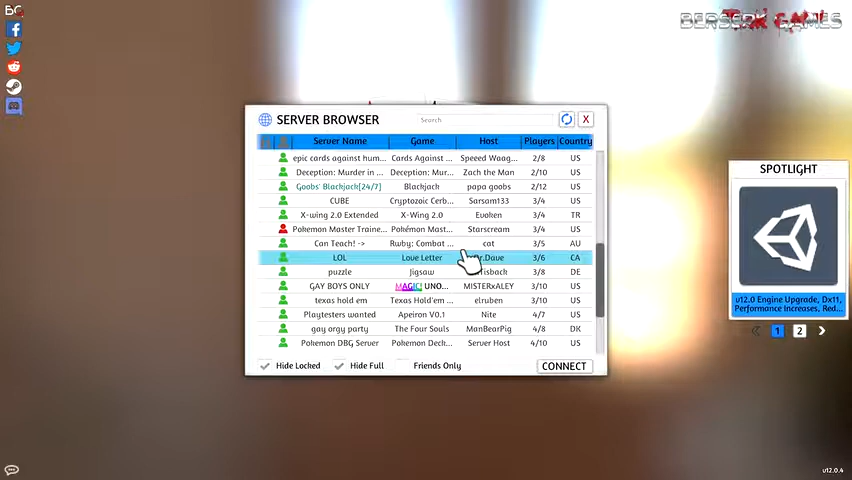 BERSERK GAMES
SERVER BROWSER
Search
X
Server Name Game Host Players Country
epic cards against hum... Cards Against ... Speeed Waag... 2/8 US
Deception: Murder in ... Deception: Mur... Zach the Man 2/10 US
Goobs' Blackjack[24/7] Blackjack papa goobs 2/12 US
CUBE Cryptozoic Cerb... Sarsam133 3/4 US
X-wing 2.0 Extended X-Wing 2.0 Evoken 3/4 TR
Pokemon Master Traine... Pokémon Mast... Starscream 3/4 US
Can Teach! -> Ruby: Combat ... cat 3/5 AU
LOL Love Letter Dr.Dave 3/6 CA
puzzle Jigsaw isback 3/8 DE
GAY BOYS ONLY MAGIC! UNO... MISTERxALEY 3/10 US
texas hold em Texas Hold'em ... elruben 3/10 US
Playtesters wanted Apeiron V0.1 Nite 4/7 US
gay orgy party The Four Souls ManBearPig 4/8 DK
Pokemon DBG Server Pokemon Deck... Server Host 4/10 US
Hide Locked Hide Full Friends Only CONNECT
SPOTLIGHT
v12.0 Engine Upgrade, Dx11,
Performance Increases, Red...
1 2
v12.0.4